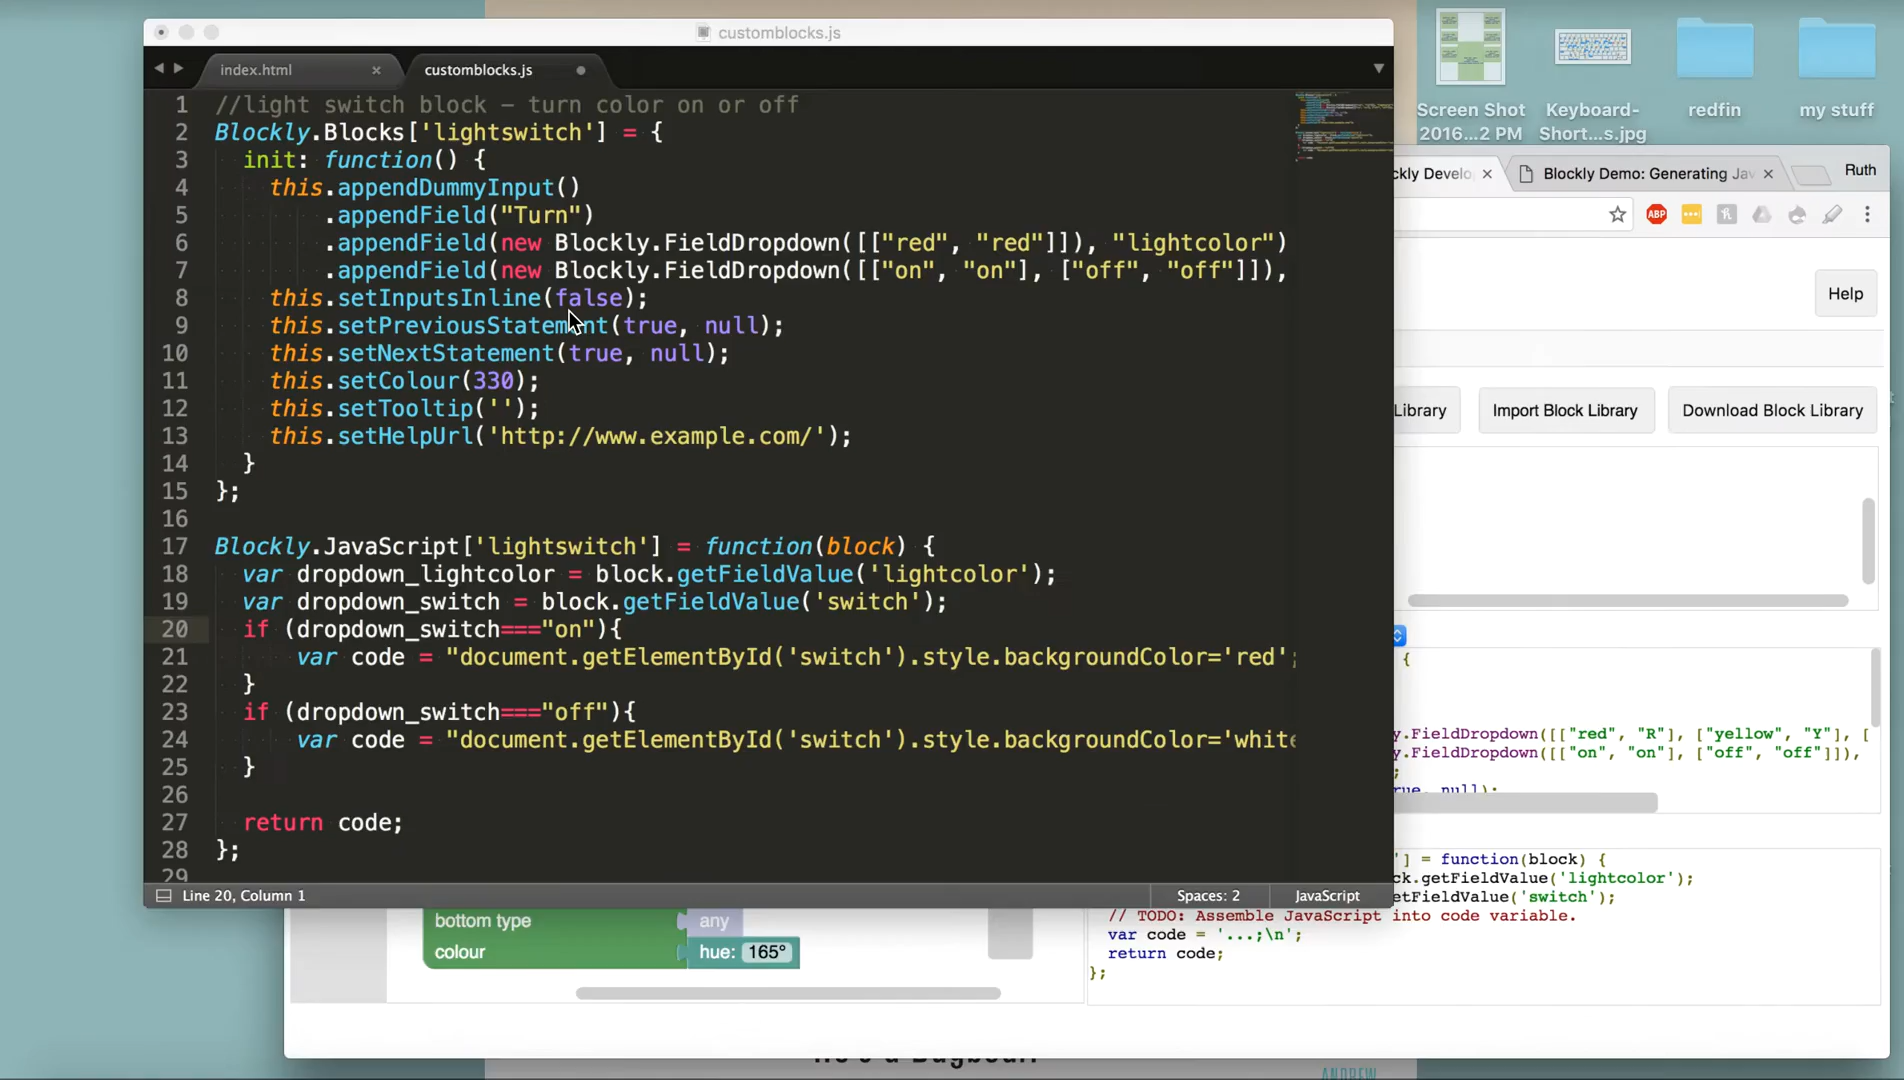 customblocks.js
index.html
customblocks.js
1 //light switch block – turn color on or off
2 Blockly.Blocks['lightswitch'] = {
3 init: function() {
4 this.appendDummyInput()
5 .appendField("Turn")
6 .appendField(new Blockly.FieldDropdown([["red", "red"]]), "lightcolor")
7 .appendField(new Blockly.FieldDropdown([["on", "on"], ["off", "off"]]),
8 this.setInputsInline(false);
9 this.setPreviousStatement(true, null);
10 this.setNextStatement(true, null);
11 this.setColour(330);
12 this.setTooltip('');
13 this.setHelpUrl('http://www.example.com/');
14 }
15 };
16
17 Blockly.JavaScript['lightswitch'] = function(block) {
18 var dropdown_lightcolor = block.getFieldValue('lightcolor');
19 var dropdown_switch = block.getFieldValue('switch');
20 if (dropdown_switch==="on"){
21 var code = "document.getElementById('switch').style.backgroundColor='red';
22 }
23 if (dropdown_switch==="off"){
24 var code = "document.getElementById('switch').style.backgroundColor='white
25 }
26
27 return code;
28 };
29
Line 20, Column 1
Spaces: 2
JavaScript
Screen Shot
2016...2 PM
Keyboard-
Short...s.jpg
redfin
my stuff
ckly Develo
Blockly Demo: Generating Jav
Ruth
ABP
Help
Library
Import Block Library
Download Block Library
{
y.FieldDropdown([["red", "R"], ["yellow", "Y"], [
y.FieldDropdown([["on", "on"], ["off", "off"]]),
;
rue, null);
'] = function(block) {
ck.getFieldValue('lightcolor');
etFieldValue('switch');
// TODO: Assemble JavaScript into code variable.
var code = '...;\n';
return code;
};
bottom type
any
colour
hue: 165°
ANDREW